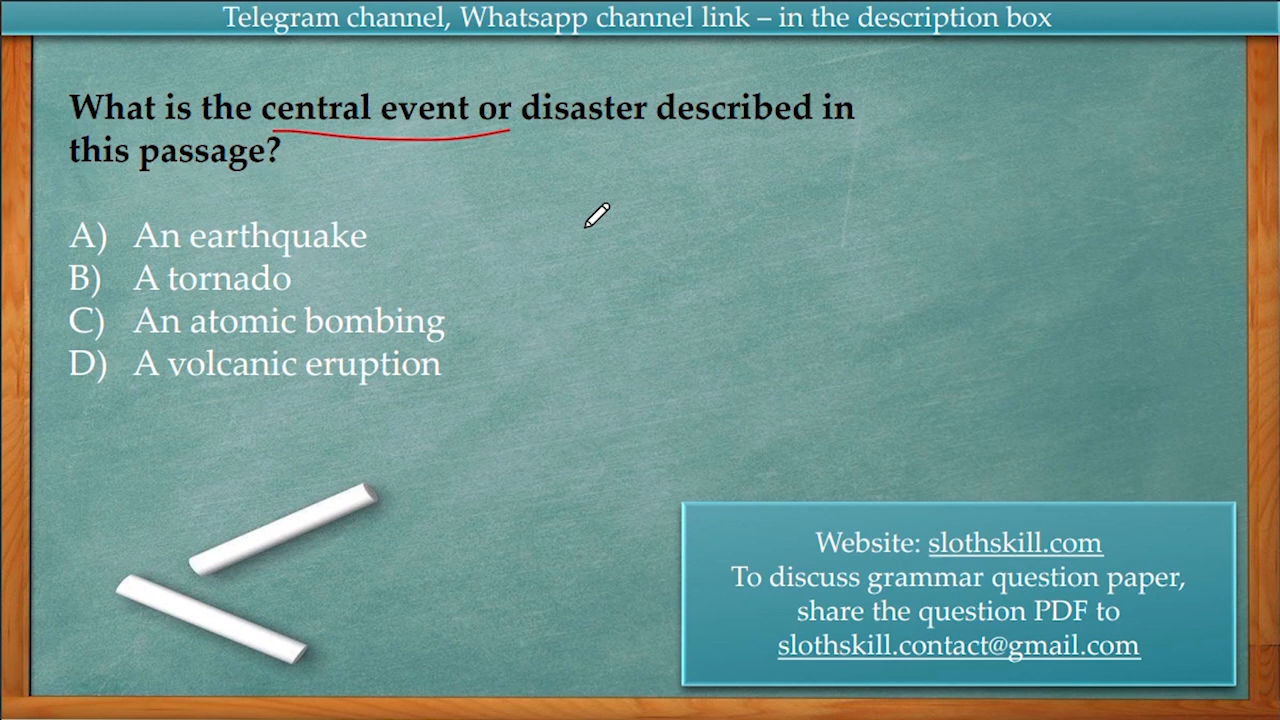 Telegram channel, Whatsapp channel link – in the description box
What is the central event or disaster described in
this passage?
A) An earthquake
B) A tornado
C) An atomic bombing
D) A volcanic eruption
Website: slothskill.com
To discuss grammar question paper,
share the question PDF to
slothskill.contact@gmail.com